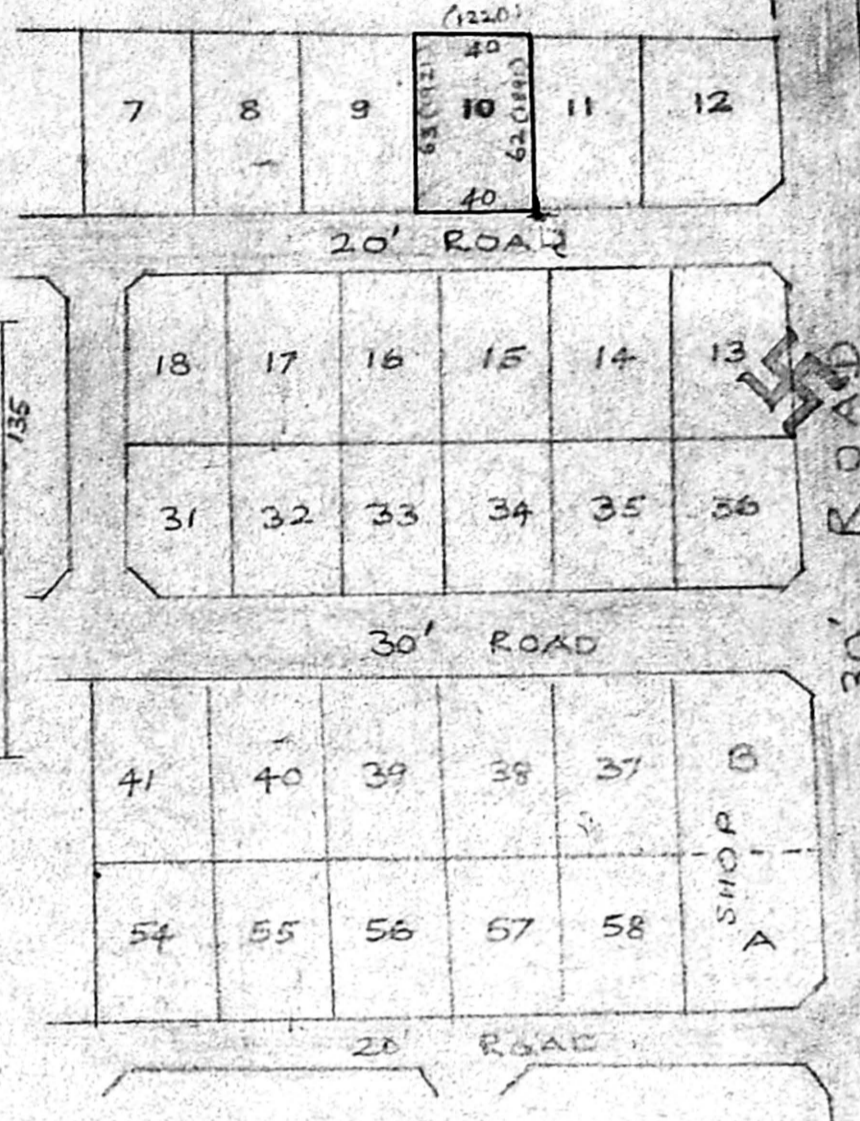 (1220)
40
7 8 9 63(1921) 10 62(1891) 11 12
40
20' ROAD
18 17 16 15 14 13
135
31 32 33 34 35 36
30' ROAD
30' ROAD
41 40 39 38 37 B
SHOP
54 55 56 57 58 A
20' ROAD